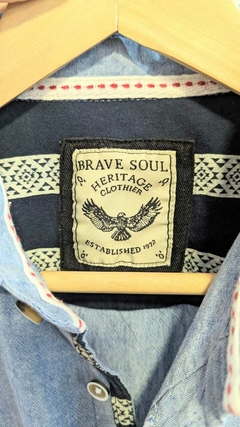 BRAVE SOUL
HERITAGE
CLOTHIER
ESTABLISHED 1972